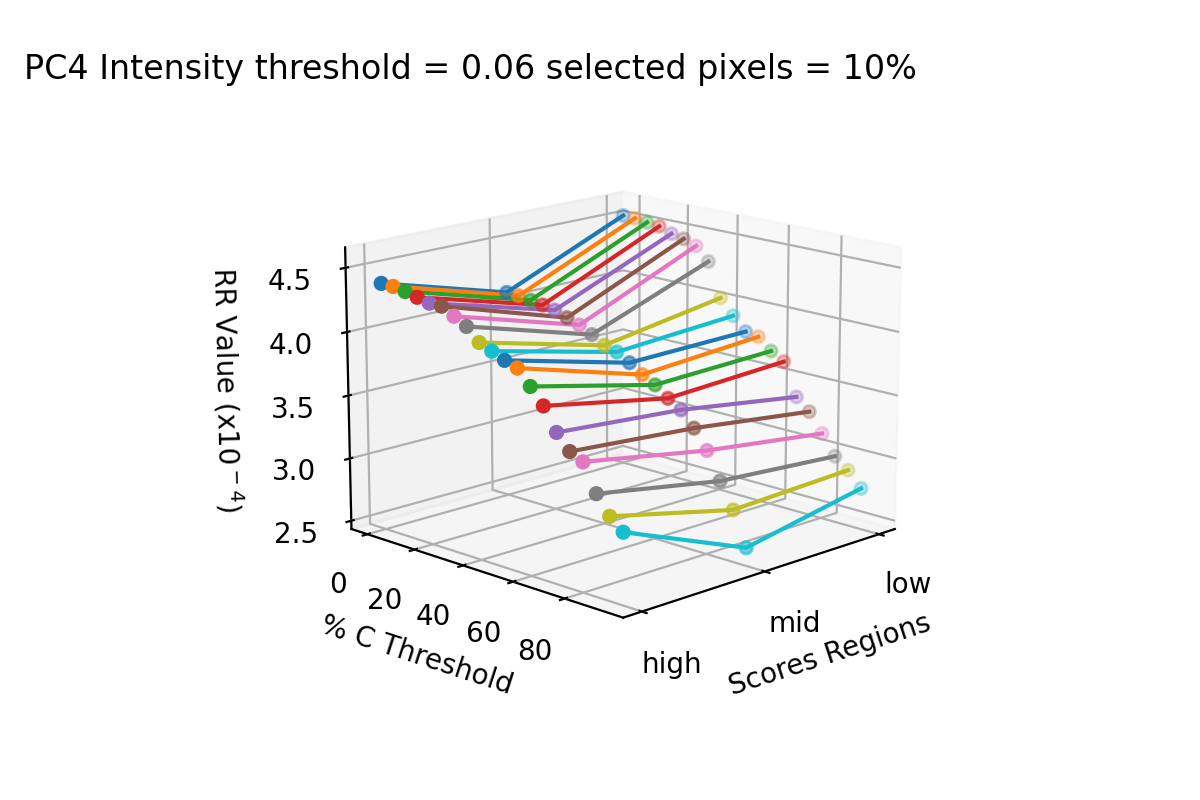 PC4 Intensity threshold = 0.06 selected pixels = 10%
RR Value (x10⁻⁴)
4.5
4.0
3.5
3.0
2.5
0
20
40
60
80
% C Threshold
high
mid
low
Scores Regions